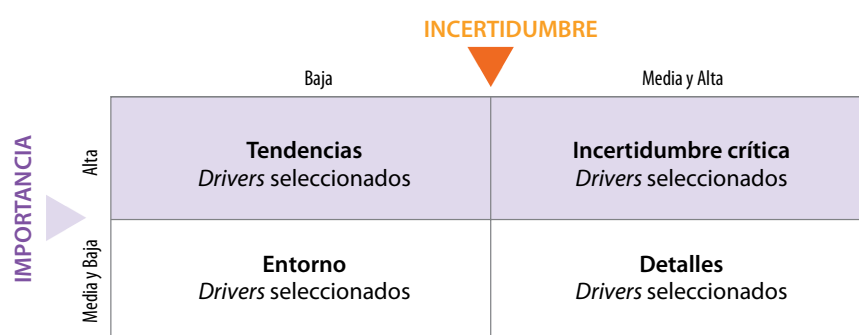 INCERTIDUMBRE
Baja
Media y Alta
IMPORTANCIA
Alta
Tendencias
Drivers seleccionados
Incertidumbre crítica
Drivers seleccionados
Media y Baja
Entorno
Drivers seleccionados
Detalles
Drivers seleccionados